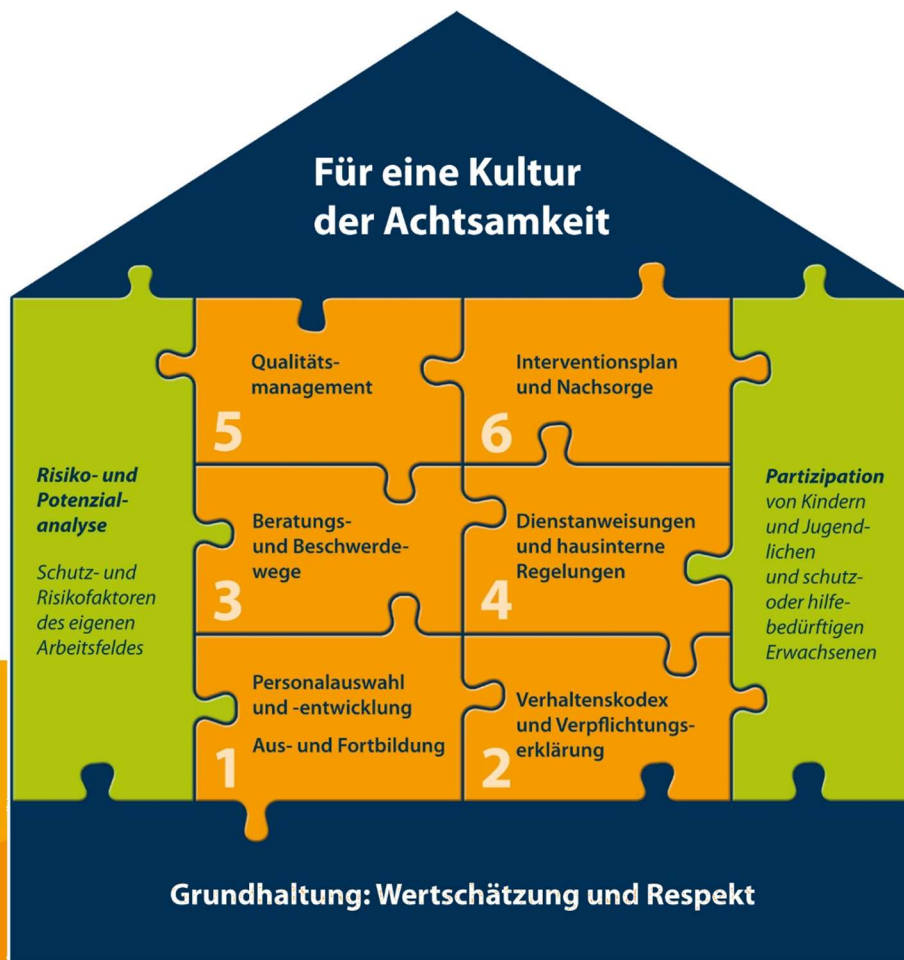 Für eine Kultur
der Achtsamkeit
Risiko- und
Potenzial-
analyse
Schutz- und
Risikofaktoren
des eigenen
Arbeitsfeldes
Qualitäts-
management
5
Interventionsplan
und Nachsorge
6
Beratungs-
und Beschwerde-
wege
3
Dienstanweisungen
und hausinterne
Regelungen
4
Personalauswahl
und -entwicklung
Aus- und Fortbildung
1
Verhaltenskodex
und Verpflichtungs-
erklärung
2
Partizipation
von Kindern
und Jugend-
lichen
und schutz-
oder hilfe-
bedürftigen
Erwachsenen
Grundhaltung: Wertschätzung und Respekt